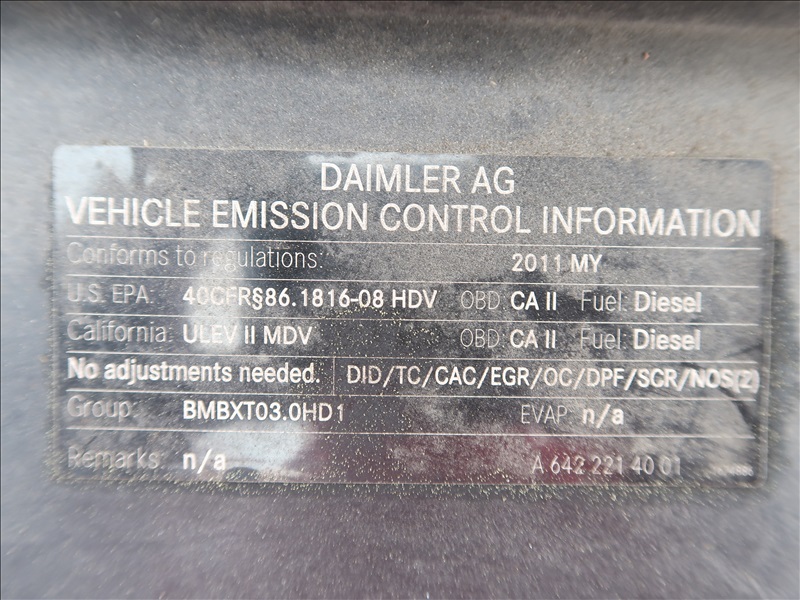 DAIMLER AG
VEHICLE EMISSION CONTROL INFORMATION
Conforms to regulations: 2011 MY
U.S. EPA: 40CFR§86.1816-08 HDV OBD: CA II Fuel: Diesel
California: ULEV II MDV OBD: CA II Fuel: Diesel
No adjustments needed. DID/TC/CAC/EGR/OC/DPF/SCR/NOS(2)
Group: BMBXT03.0HD1 EVAP: n/a
Remarks: n/a A 642 221 40 01